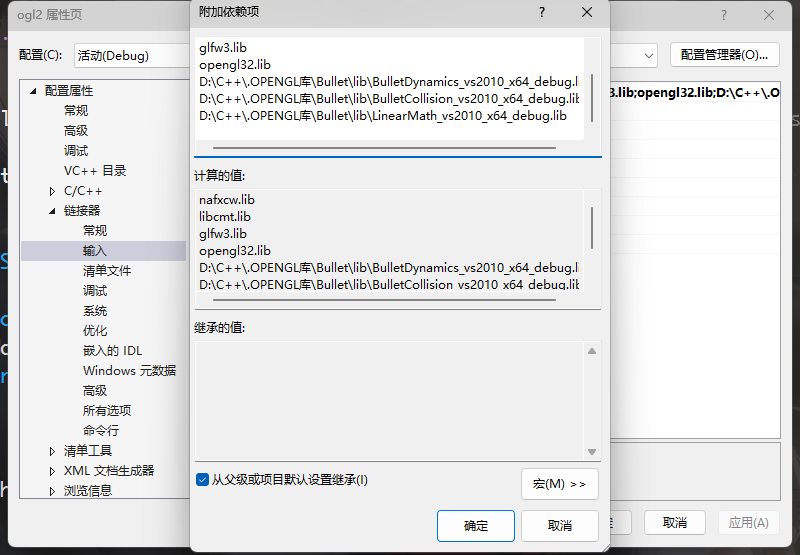 ogl2 属性页
?
配置(C):
活动(Debug)
配置管理器(O)...
配置属性
常规
高级
调试
VC++ 目录
C/C++
链接器
常规
输入
清单文件
调试
系统
优化
嵌入的 IDL
Windows 元数据
高级
所有选项
命令行
清单工具
XML 文档生成器
浏览信息
附加依赖项
?
glfw3.lib
opengl32.lib
D:\C++\.OPENGL库\Bullet\lib\BulletDynamics_vs2010_x64_debug.li
D:\C++\.OPENGL库\Bullet\lib\BulletCollision_vs2010_x64_debug.lib
D:\C++\.OPENGL库\Bullet\lib\LinearMath_vs2010_x64_debug.lib
计算的值:
nafxcw.lib
libcmt.lib
glfw3.lib
opengl32.lib
D:\C++\.OPENGL库\Bullet\lib\BulletDynamics_vs2010_x64_debug.li
D:\C++\.OPENGL库\Bullet\lib\BulletCollision_vs2010_x64_debug.lib
继承的值:
从父级或项目默认设置继承(I)
宏(M) >>
确定
取消
3.lib;opengl32.lib;D:\C++\.O
取消
应用(A)